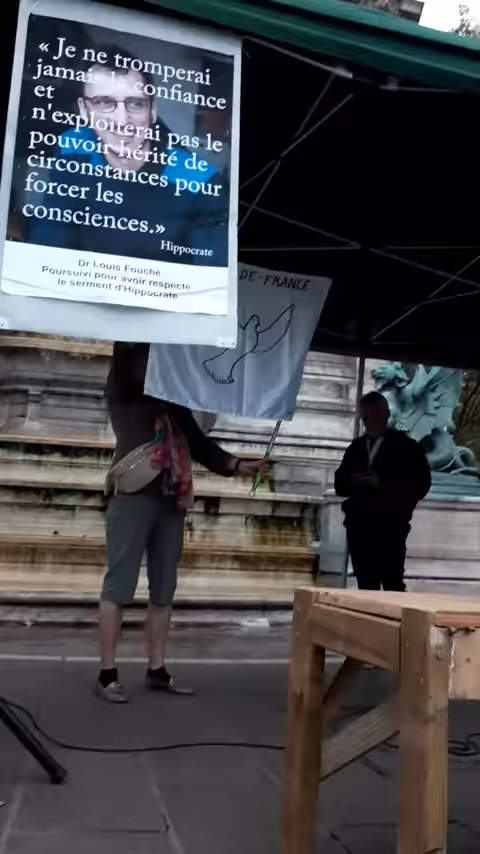 « Je ne tromperai
jamais la confiance
et
n'exploiterai pas le
pouvoir hérité de
circonstances pour
forcer les
consciences.»
Hippocrate
Dr Louis Fouché
Poursuivi pour avoir respecté
le serment d'Hippocrate
DE-FRANCE